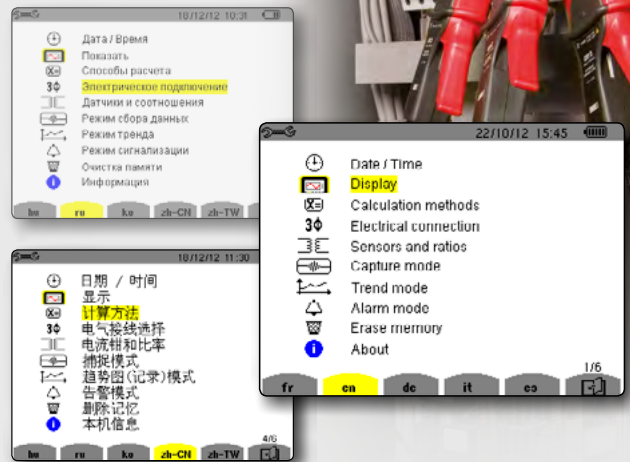 10/12/12 10:31
Дата / Время
Показать
Способы расчета
3ф Электрическое подключение
Датчики и соотношения
Режим сбора данных
Режим тренда
Режим сигнализации
Очистка памяти
Информация
hu ru ko zh-CN zh-TW
22/10/12 15:45
Date / Time
Display
Calculation methods
3ф Electrical connection
Sensors and ratios
Capture mode
Trend mode
Alarm mode
Erase memory
About
1/6
fr en de it es
10/12/12 11:30
日期 / 时间
显示
计算方法
3ф 电气接线选择
电流钳和比率
捕捉模式
趋势图(记录)模式
告警模式
删除记忆
本机信息
4/6
hu ru ko zh-CN zh-TW